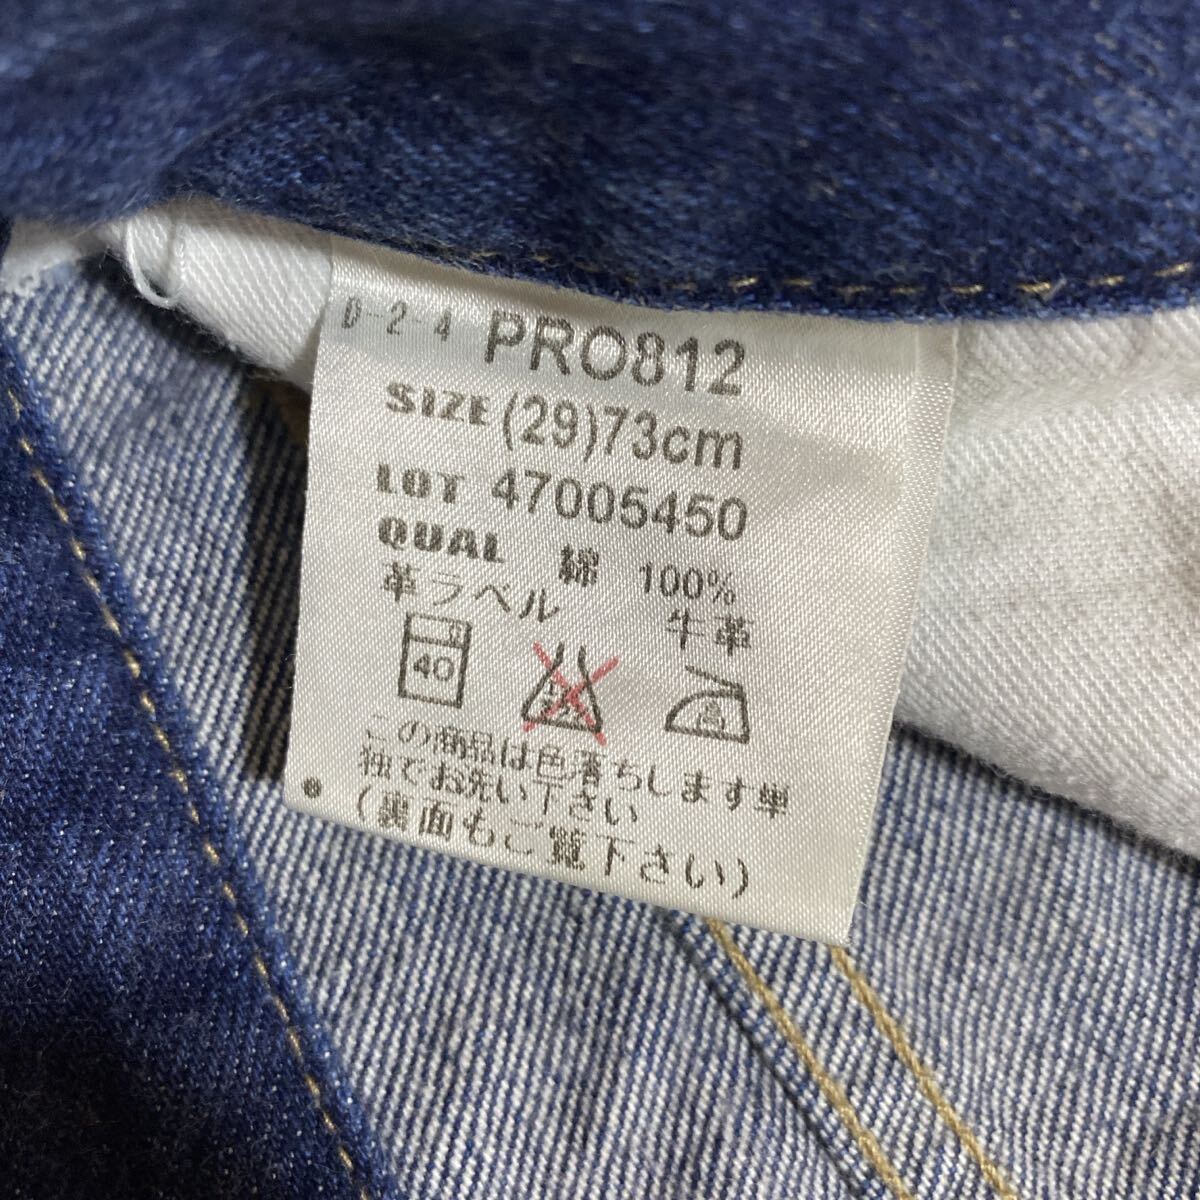 D-2-4 PRO812
SIZE (29)73cm
LOT 47005450
QUAL 綿 100%
革ラベル 牛革
40
この商品は色落ちします単
独でお洗い下さい
(裏面もご覧下さい)